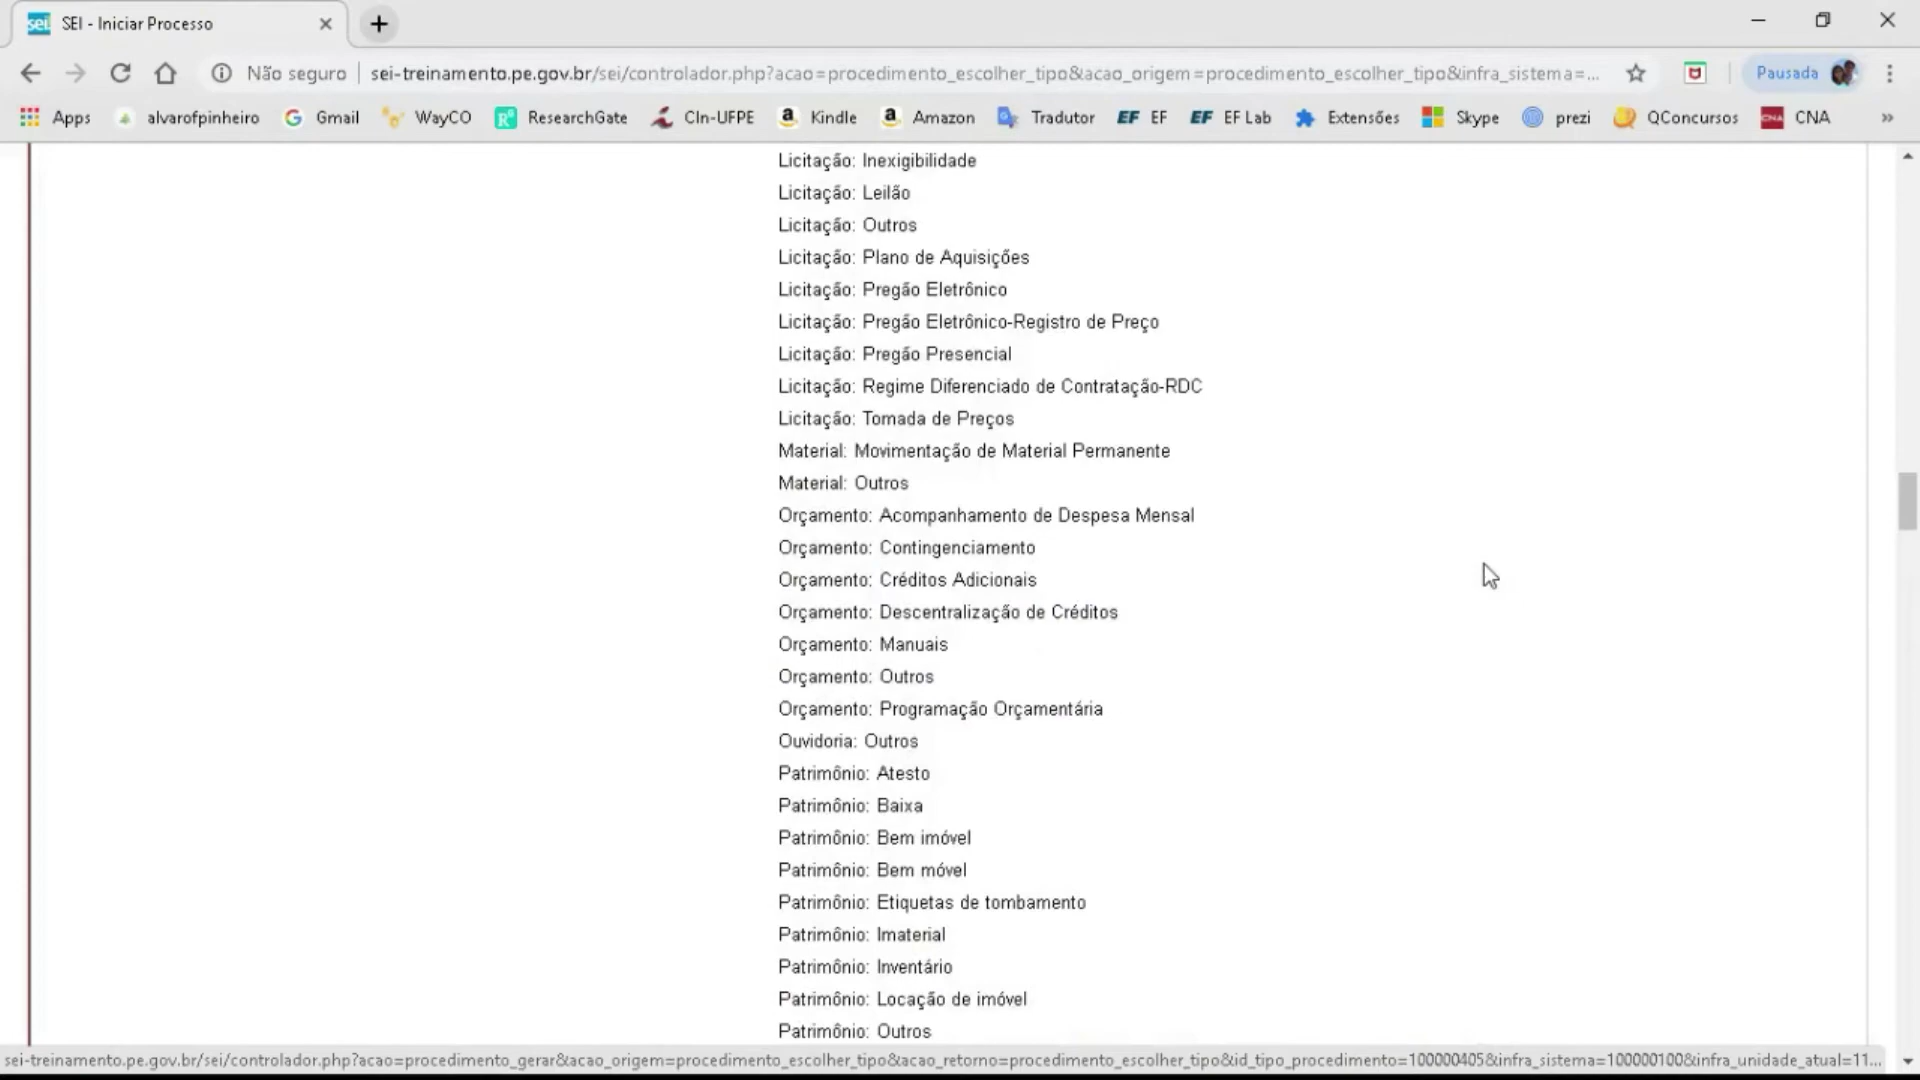 sei SEI - Iniciar Processo
Não seguro sei-treinamento.pe.gov.br/sei/controlador.php?acao=procedimento_escolher_tipo&acao_origem=procedimento_escolher_tipo&infra_sistema=... Pausada
Apps alvarofpinheiro Gmail WayCO ResearchGate CIn-UFPE Kindle Amazon Tradutor EF EF EF EF Lab Extensões Skype prezi QConcursos CNA CNA »
Licitação: Inexigibilidade
Licitação: Leilão
Licitação: Outros
Licitação: Plano de Aquisições
Licitação: Pregão Eletrônico
Licitação: Pregão Eletrônico-Registro de Preço
Licitação: Pregão Presencial
Licitação: Regime Diferenciado de Contratação-RDC
Licitação: Tomada de Preços
Material: Movimentação de Material Permanente
Material: Outros
Orçamento: Acompanhamento de Despesa Mensal
Orçamento: Contingenciamento
Orçamento: Créditos Adicionais
Orçamento: Descentralização de Créditos
Orçamento: Manuais
Orçamento: Outros
Orçamento: Programação Orçamentária
Ouvidoria: Outros
Patrimônio: Atesto
Patrimônio: Baixa
Patrimônio: Bem imóvel
Patrimônio: Bem móvel
Patrimônio: Etiquetas de tombamento
Patrimônio: Imaterial
Patrimônio: Inventário
Patrimônio: Locação de imóvel
Patrimônio: Outros
sei-treinamento.pe.gov.br/sei/controlador.php?acao=procedimento_gerar&acao_origem=procedimento_escolher_tipo&acao_retorno=procedimento_escolher_tipo&id_tipo_procedimento=100000405&infra_sistema=100000100&infra_unidade_atual=11...